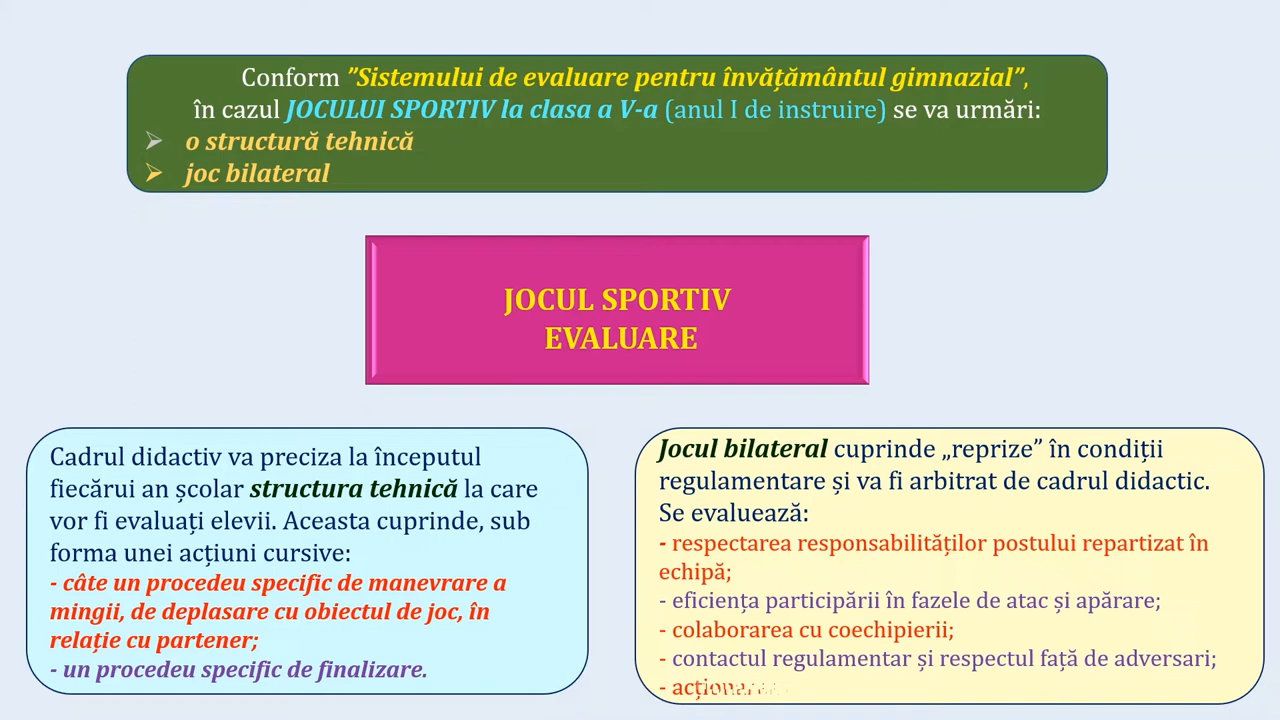 Conform ”Sistemului de evaluare pentru învățământul gimnazial”,
în cazul JOCULUI SPORTIV la clasa a V-a (anul I de instruire) se va urmări:
o structură tehnică
joc bilateral
JOCUL SPORTIV
EVALUARE
Cadrul didactiv va preciza la începutul
fiecărui an școlar structura tehnică la care
vor fi evaluați elevii. Aceasta cuprinde, sub
forma unei acțiuni cursive:
- câte un procedeu specific de manevrare a
mingii, de deplasare cu obiectul de joc, în
relație cu partener;
- un procedeu specific de finalizare.
Jocul bilateral cuprinde „reprize” în condiții
regulamentare și va fi arbitrat de cadrul didactic.
Se evaluează:
- respectarea responsabilităților postului repartizat în
echipă;
- eficiența participării în fazele de atac și apărare;
- colaborarea cu coechipierii;
- contactul regulamentar și respectul față de adversari;
-